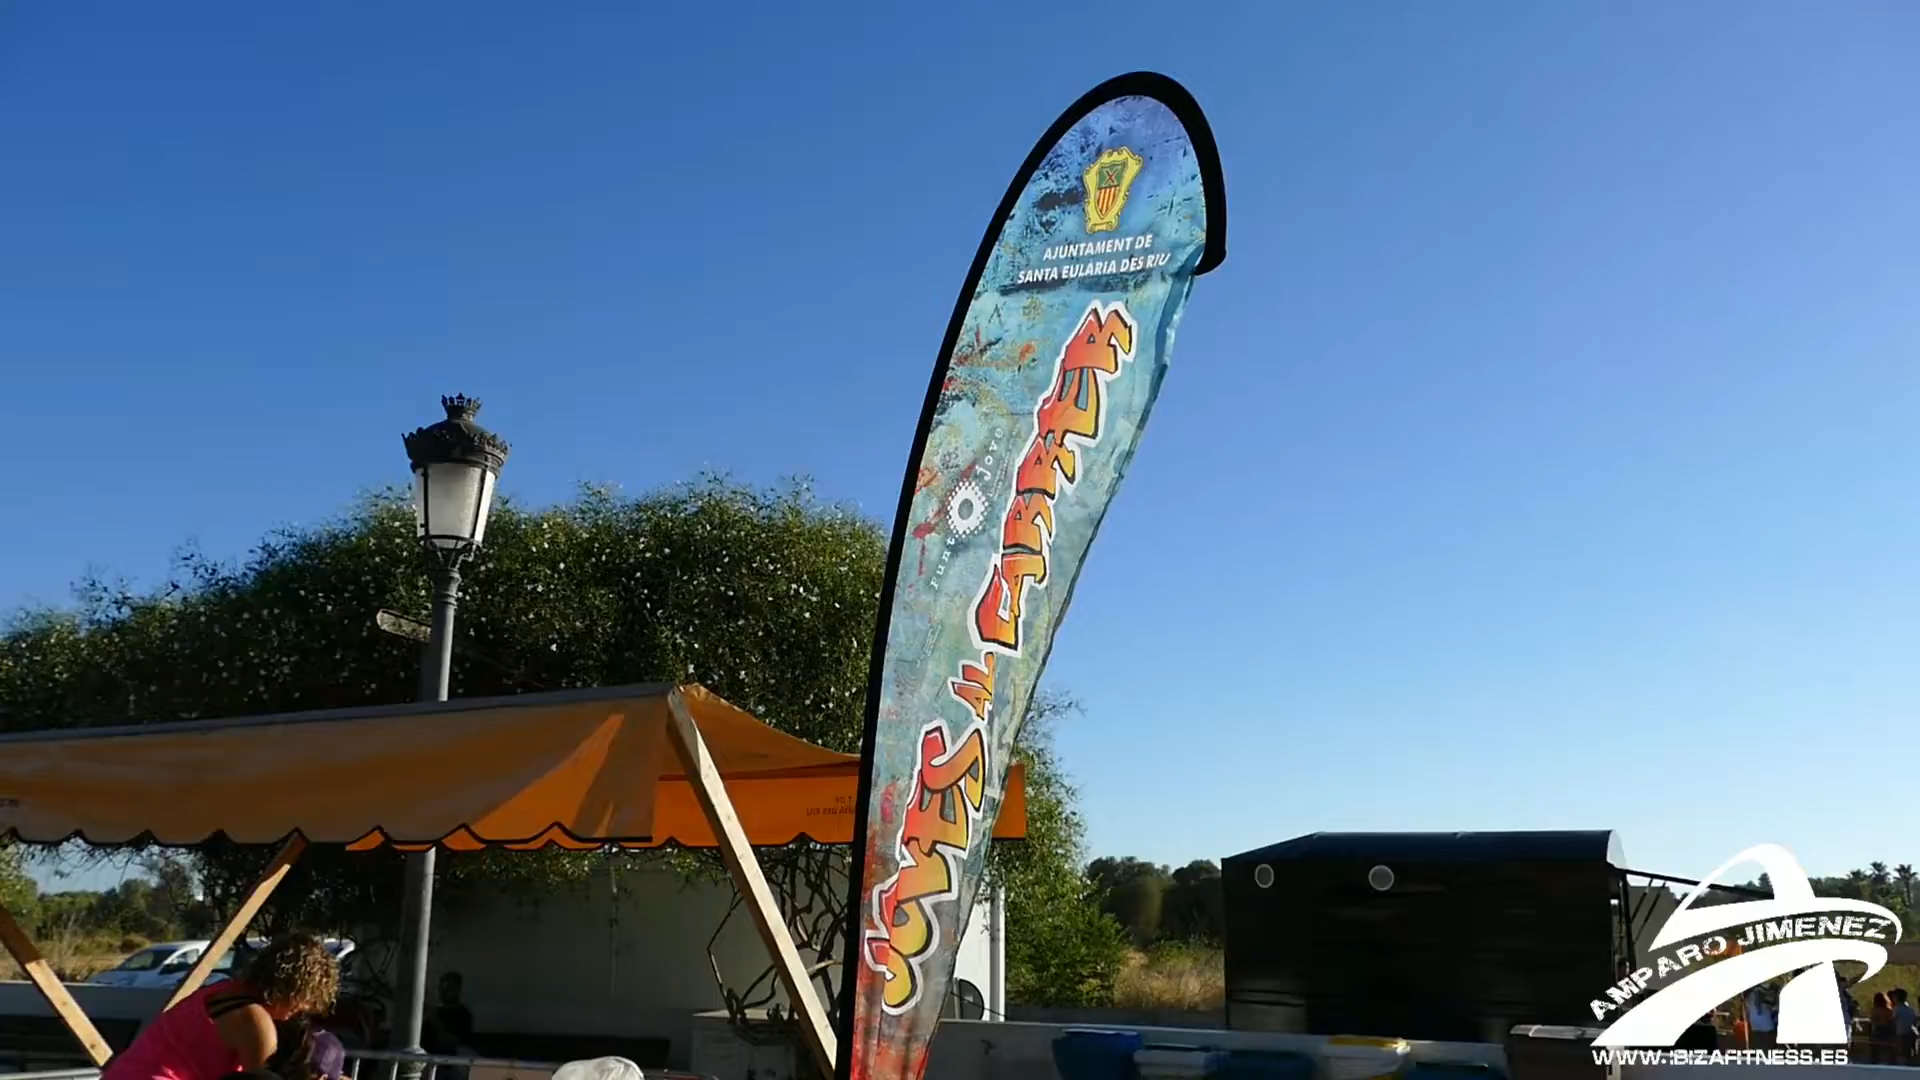 AJUNTAMENT DE
SANTA EULÀRIA DES RIU
JOVES AL CARRER
Punt jove
AMPARO JIMENEZ
WWW.IBIZAFITNESS.ES